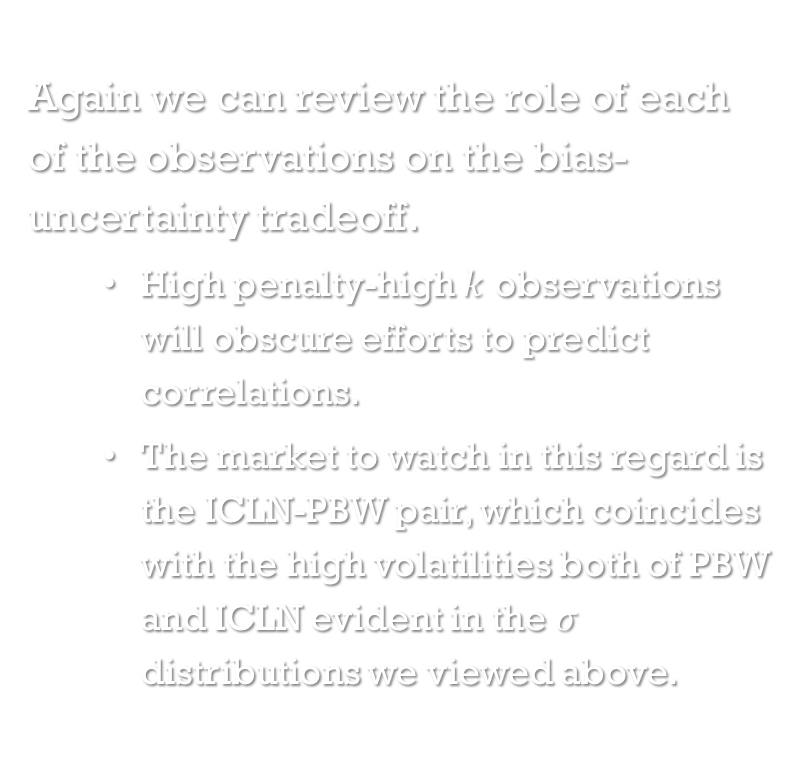 Again we can review the role of each
of the observations on the bias-
uncertainty tradeoff.
• High penalty-high k observations
will obscure efforts to predict
correlations.
• The market to watch in this regard is
the ICLN-PBW pair, which coincides
with the high volatilities both of PBW
and ICLN evident in the σ
distributions we viewed above.